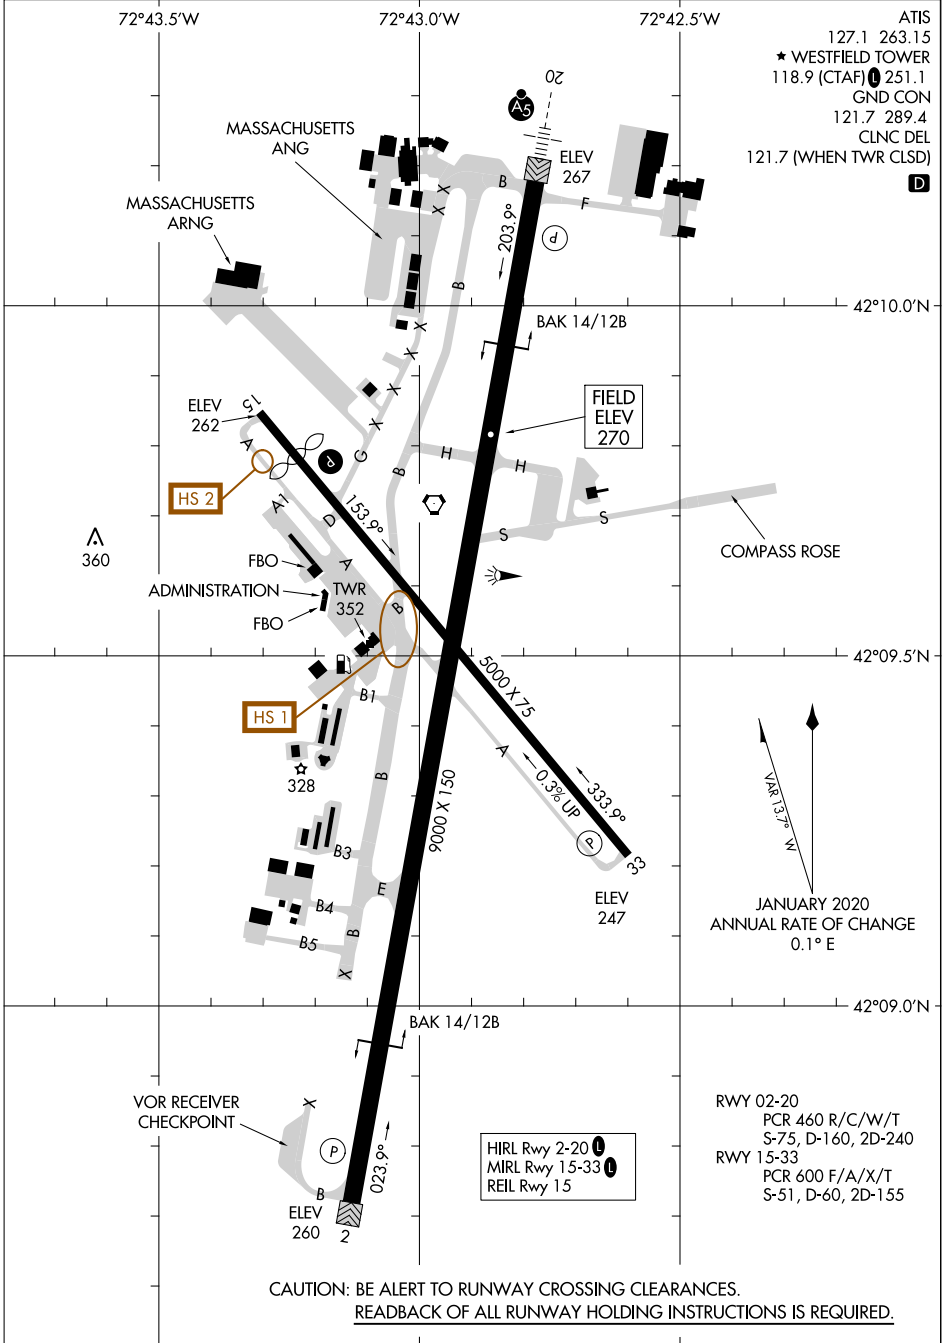 72°43.5'W
72°43.0'W
72°42.5'W
ATIS
127.1 263.15
★ WESTFIELD TOWER
118.9 (CTAF) L 251.1
GND CON
121.7 289.4
CLNC DEL
121.7 (WHEN TWR CLSD)
D
20
A5
MASSACHUSETTS
ANG
ELEV
267
B
F
X
X
MASSACHUSETTS
ARNG
203.9°
P
B
42°10.0'N
BAK 14/12B
X
X
X
X
FIELD
ELEV
270
ELEV
262
15
A
P
G
B
H
H
HS 2
A1
D
153.9°
S
S
COMPASS ROSE
360
FBO
A
ADMINISTRATION
TWR
352
FBO
B
42°09.5'N
HS 1
B1
5000 X 75
A
328
B
9000 X 150
0.3% UP
333.9°
VAR 13.7° W
P
33
ELEV
247
B3
E
B4
B5
B
X
JANUARY 2020
ANNUAL RATE OF CHANGE
0.1° E
42°09.0'N
BAK 14/12B
VOR RECEIVER
CHECKPOINT
X
P
023.9°
B
ELEV
260
2
HIRL Rwy 2-20 L
MIRL Rwy 15-33 L
REIL Rwy 15
RWY 02-20
PCR 460 R/C/W/T
S-75, D-160, 2D-240
RWY 15-33
PCR 600 F/A/X/T
S-51, D-60, 2D-155
CAUTION: BE ALERT TO RUNWAY CROSSING CLEARANCES.
READBACK OF ALL RUNWAY HOLDING INSTRUCTIONS IS REQUIRED.